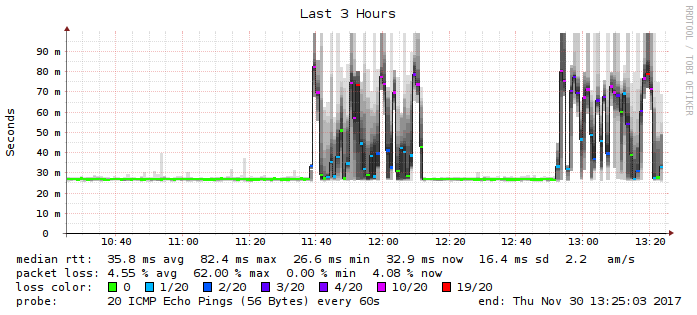 Last 3 Hours
RRDTOOL / TOBI OETIKER
Seconds
90 m
80 m
70 m
60 m
50 m
40 m
30 m
20 m
10 m
0
10:40 11:00 11:20 11:40 12:00 12:20 12:40 13:00 13:20
median rtt: 35.8 ms avg 82.4 ms max 26.6 ms min 32.9 ms now 16.4 ms sd 2.2 am/s
packet loss: 4.55 % avg 62.00 % max 0.00 % min 4.08 % now
loss color: 0 1/20 2/20 3/20 4/20 10/20 19/20
probe: 20 ICMP Echo Pings (56 Bytes) every 60s end: Thu Nov 30 13:25:03 2017